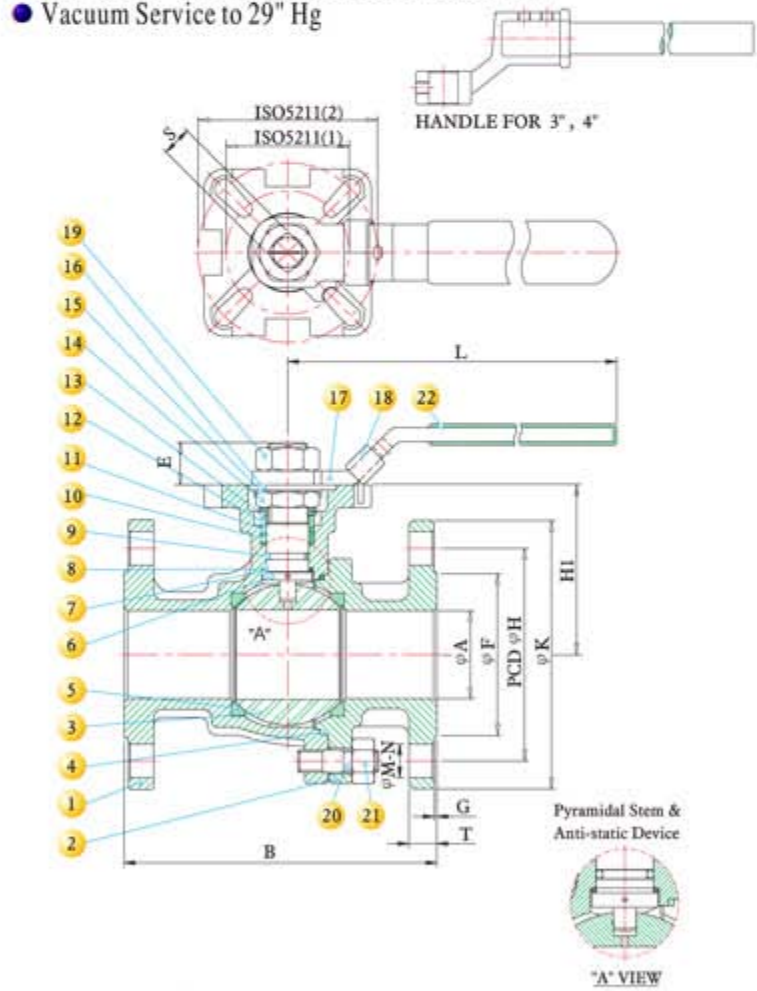 Vacuum Service to 29" Hg
HANDLE FOR 3" , 4"
ISO5211(2)
ISO5211(1)
S
L
19
16
15
14
13
12
11
10
9
8
7
6
5
3
4
1
2
17
18
22
E
H1
"A"
φA
φF
PCD φH
φK
φM-N
20
21
G
T
B
Pyramidal Stem &
Anti-static Device
"A" VIEW